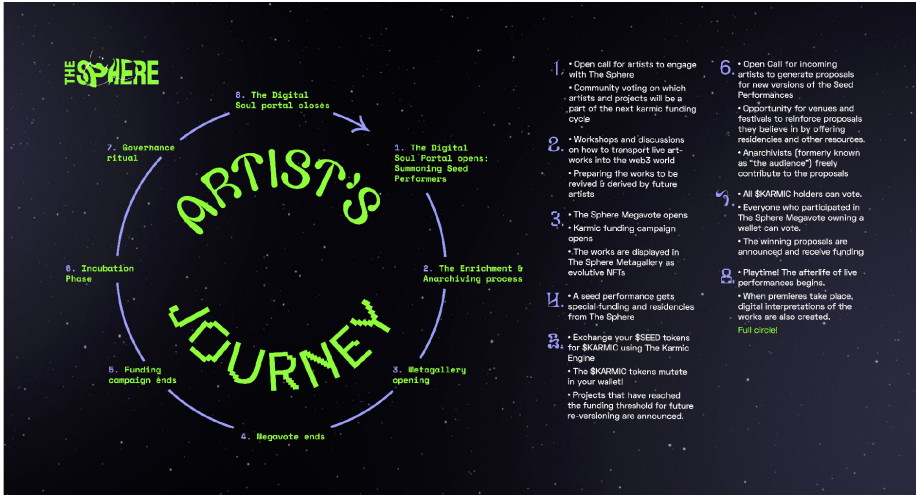 THE SPHERE
ARTIST'S
JOURNEY
1. The Digital
Soul Portal opens:
Summoning Seed
Performers
2. The Enrichment &
Anarchiving process
3. Metagallery
opening
4. Megavote ends
5. Funding
campaign ends
6. Incubation
Phase
7. Governance
ritual
8. The Digital
Soul portal closes
1. • Open call for artists to engage
with The Sphere
• Community voting on which
artists and projects will be a
part of the next karmic funding
cycle
2. • Workshops and discussions
on how to transport live art-
works into the web3 world
• Preparing the works to be
revived & derived by future
artists
3. • The Sphere Megavote opens
• Karmic funding campaign
opens
• The works are displayed in
The Sphere Metagallery as
evolutive NFTs
4. • A seed performance gets
special funding and residencies
from The Sphere
5. • Exchange your $SEED tokens
for $KARMIC using The Karmic
Engine
• The $KARMIC tokens mutate
in your wallet!
• Projects that have reached
the funding threshold for future
re-versioning are announced.
6. • Open Call for incoming
artists to generate proposals
for new versions of the Seed
Performances
• Opportunity for venues and
festivals to reinforce proposals
they believe in by offering
residencies and other resources.
• Anarchivists (formerly known
as "the audience") freely
contribute to the proposals
7. • All $KARMIC holders can vote.
• Everyone who participated in
The Sphere Megavote owning a
wallet can vote.
• The winning proposals are
announced and receive funding
8. • Playtime! The afterlife of live
performances begins.
• When premieres take place,
digital interpretations of the
works are also created.
Full circle!